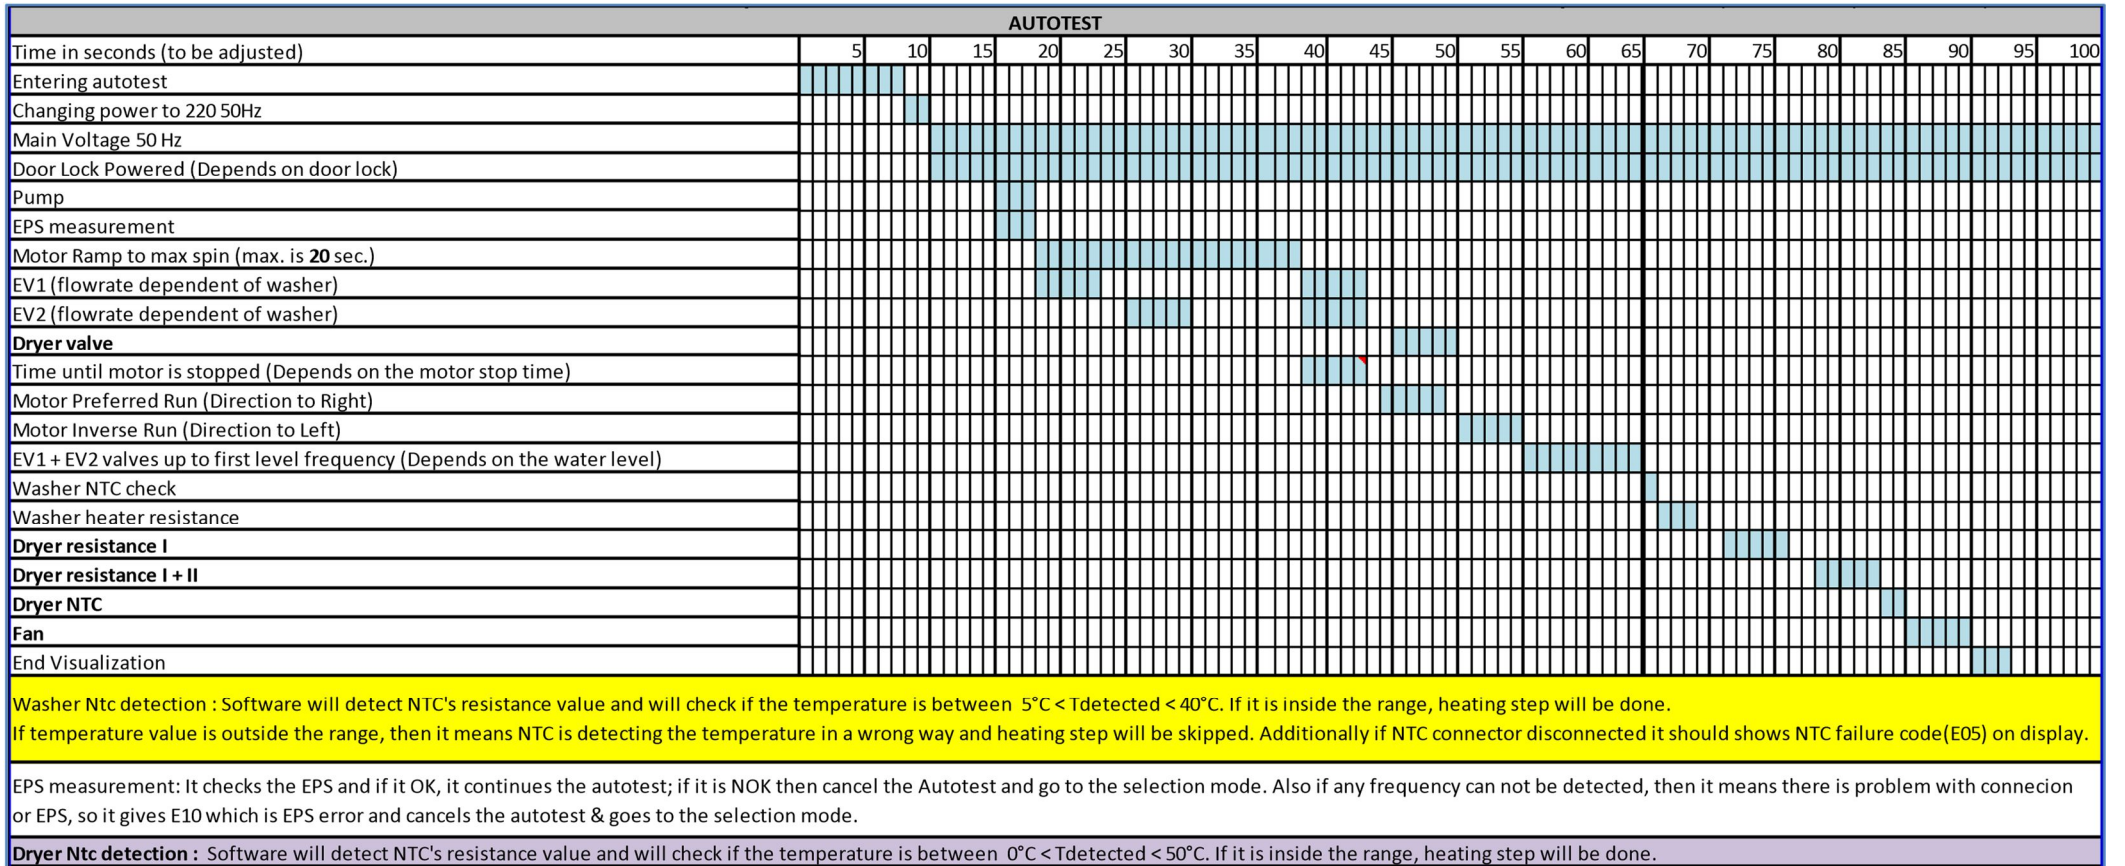 AUTOTEST
Time in seconds (to be adjusted) 5 10 15 20 25 30 35 40 45 50 55 60 65 70 75 80 85 90 95 100
Entering autotest
Changing power to 220 50Hz
Main Voltage 50 Hz
Door Lock Powered (Depends on door lock)
Pump
EPS measurement
Motor Ramp to max spin (max. is 20 sec.)
EV1 (flowrate dependent of washer)
EV2 (flowrate dependent of washer)
Dryer valve
Time until motor is stopped (Depends on the motor stop time)
Motor Preferred Run (Direction to Right)
Motor Inverse Run (Direction to Left)
EV1 + EV2 valves up to first level frequency (Depends on the water level)
Washer NTC check
Washer heater resistance
Dryer resistance I
Dryer resistance I + II
Dryer NTC
Fan
End Visualization
Washer Ntc detection : Software will detect NTC's resistance value and will check if the temperature is between 5°C < Tdetected < 40°C. If it is inside the range, heating step will be done.
If temperature value is outside the range, then it means NTC is detecting the temperature in a wrong way and heating step will be skipped. Additionally if NTC connector disconnected it should shows NTC failure code(E05) on display.
EPS measurement: It checks the EPS and if it OK, it continues the autotest; if it is NOK then cancel the Autotest and go to the selection mode. Also if any frequency can not be detected, then it means there is problem with connecion
or EPS, so it gives E10 which is EPS error and cancels the autotest & goes to the selection mode.
Dryer Ntc detection : Software will detect NTC's resistance value and will check if the temperature is between 0°C < Tdetected < 50°C. If it is inside the range, heating step will be done.